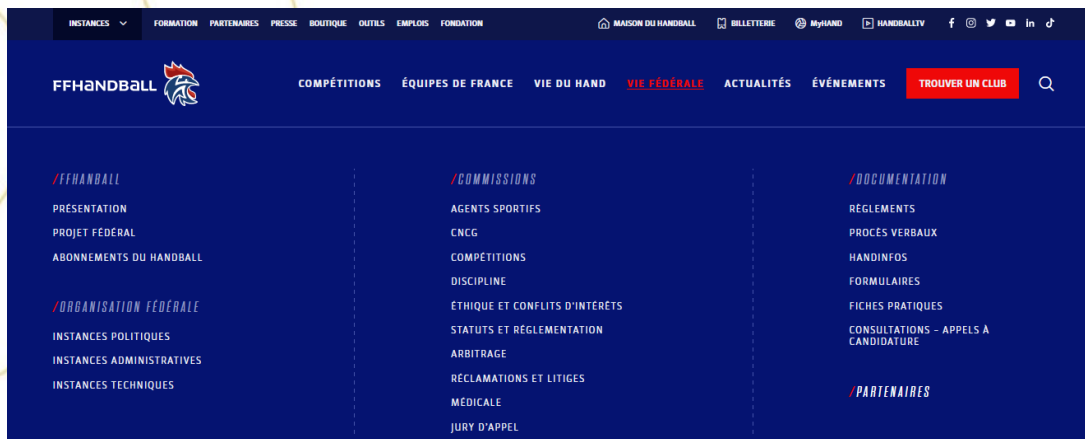 INSTANCES FORMATION PARTENAIRES PRESSE BOUTIQUE OUTILS EMPLOIS FONDATION MAISON DU HANDBALL BILLETTERIE MyHAND HANDBALLTV
FFHANDBALL COMPÉTITIONS ÉQUIPES DE FRANCE VIE DU HAND VIE FÉDÉRALE ACTUALITÉS ÉVÉNEMENTS TROUVER UN CLUB
/FFHANBALL
PRÉSENTATION
PROJET FÉDÉRAL
ABONNEMENTS DU HANDBALL
/ORGANISATION FÉDÉRALE
INSTANCES POLITIQUES
INSTANCES ADMINISTRATIVES
INSTANCES TECHNIQUES
/COMMISSIONS
AGENTS SPORTIFS
CNCG
COMPÉTITIONS
DISCIPLINE
ÉTHIQUE ET CONFLITS D'INTÉRÊTS
STATUTS ET RÉGLEMENTATION
ARBITRAGE
RÉCLAMATIONS ET LITIGES
MÉDICALE
JURY D'APPEL
/DOCUMENTATION
RÈGLEMENTS
PROCÈS VERBAUX
HANDINFOS
FORMULAIRES
FICHES PRATIQUES
CONSULTATIONS – APPELS À
CANDIDATURE
/PARTENAIRES